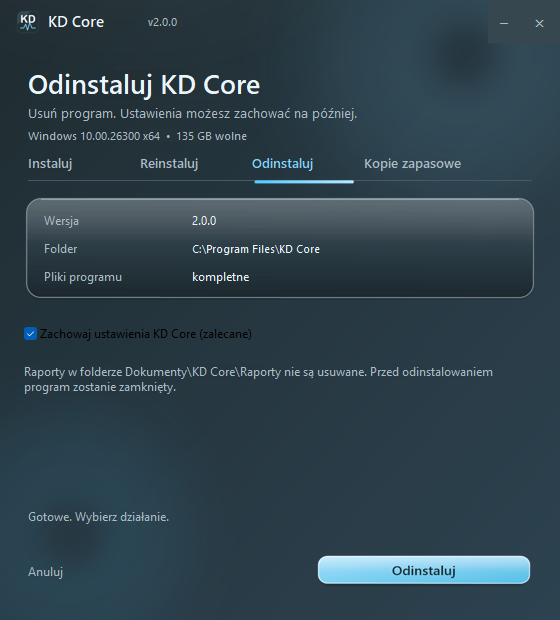 KD KD Core v2.0.0
Odinstaluj KD Core
Usuń program. Ustawienia możesz zachować na później.
Windows 10.00.26300 x64 • 135 GB wolne
Instaluj Reinstaluj Odinstaluj Kopie zapasowe
Wersja 2.0.0
Folder C:\Program Files\KD Core
Pliki programu kompletne
Zachowaj ustawienia KD Core (zalecane)
Raporty w folderze Dokumenty\KD Core\Raporty nie są usuwane. Przed odinstalowaniem
program zostanie zamknięty.
Gotowe. Wybierz działanie.
Anuluj Odinstaluj